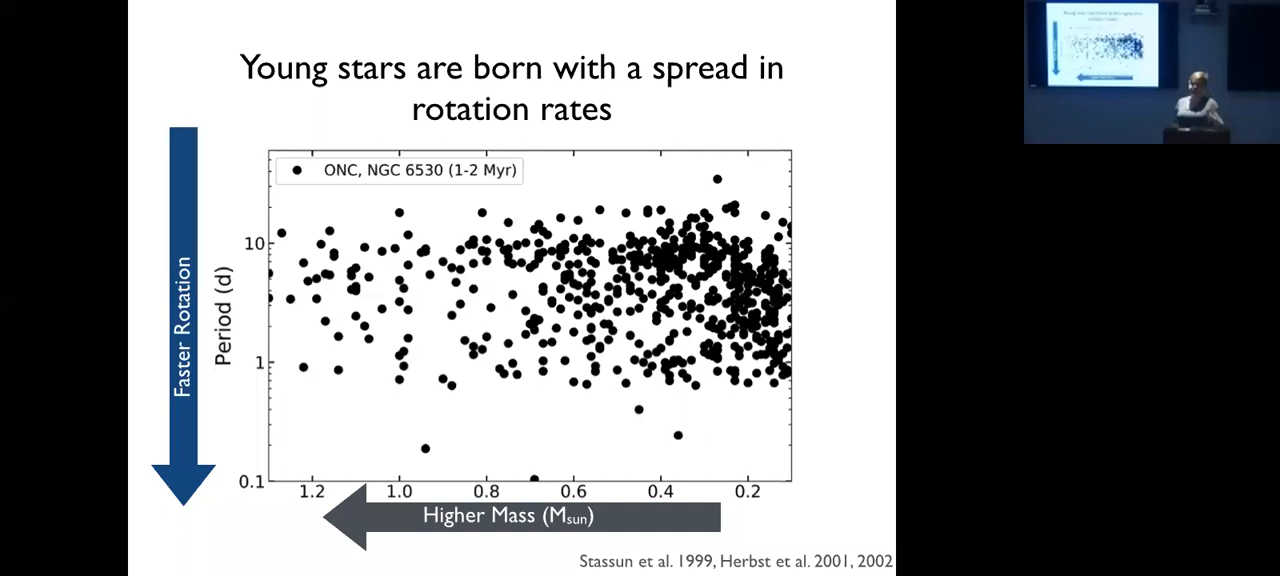 Young stars are born with a spread in
rotation rates
Faster Rotation
Period (d)
ONC, NGC 6530 (1-2 Myr)
10
1
0.1
1.2 1.0 0.8 0.6 0.4 0.2
Higher Mass (Msun)
Stassun et al. 1999, Herbst et al. 2001, 2002